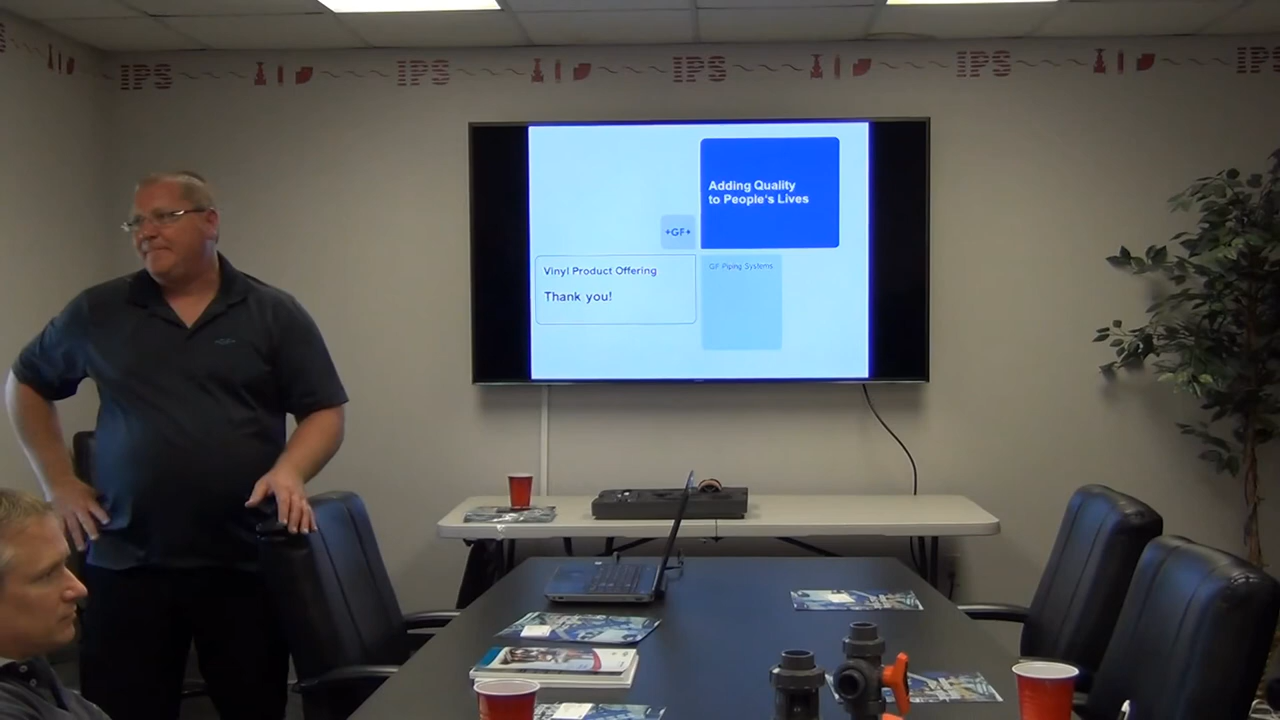 IPS IPS IPS IPS IPS
Adding Quality
to People's Lives
+GF+
Vinyl Product Offering
Thank you!
GF Piping Systems